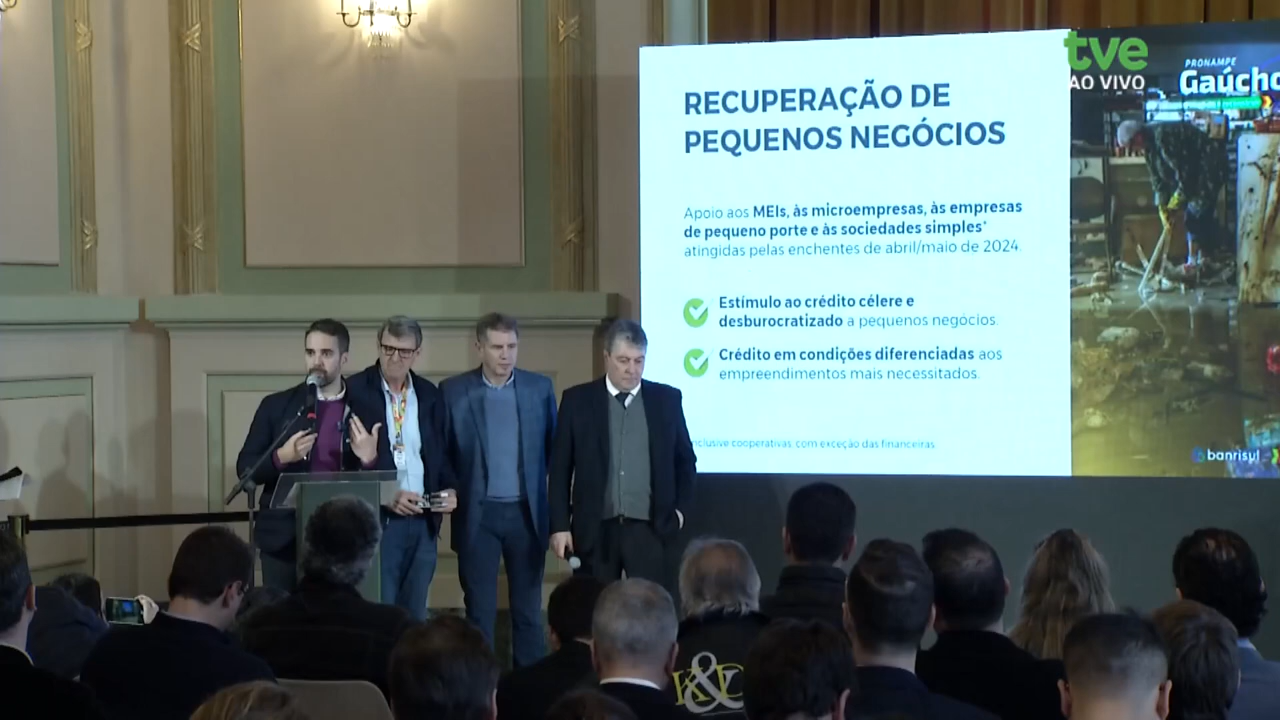 tve
AO VIVO
PRONAMPE
Gaúcho
RECUPERAÇÃO DE
PEQUENOS NEGÓCIOS
Apoio aos MEIs, às microempresas, às empresas
de pequeno porte e às sociedades simples*
atingidas pelas enchentes de abril/maio de 2024.
Estímulo ao crédito célere e
desburocratizado a pequenos negócios.
Crédito em condições diferenciadas aos
empreendimentos mais necessitados.
inclusive cooperativas, com exceção das financeiras
banrisul
K&D